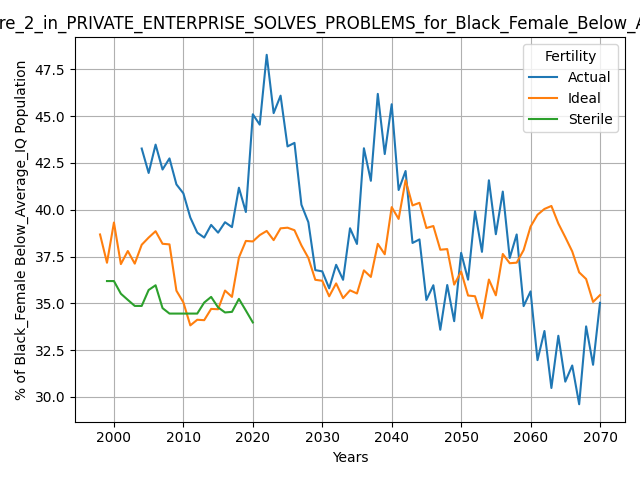 re_2_in_PRIVATE_ENTERPRISE_SOLVES_PROBLEMS_for_Black_Female_Below_A
Fertility
Actual
Ideal
Sterile
% of Black_Female Below_Average_IQ Population
47.5
45.0
42.5
40.0
37.5
35.0
32.5
30.0
2000 2010 2020 2030 2040 2050 2060 2070
Years